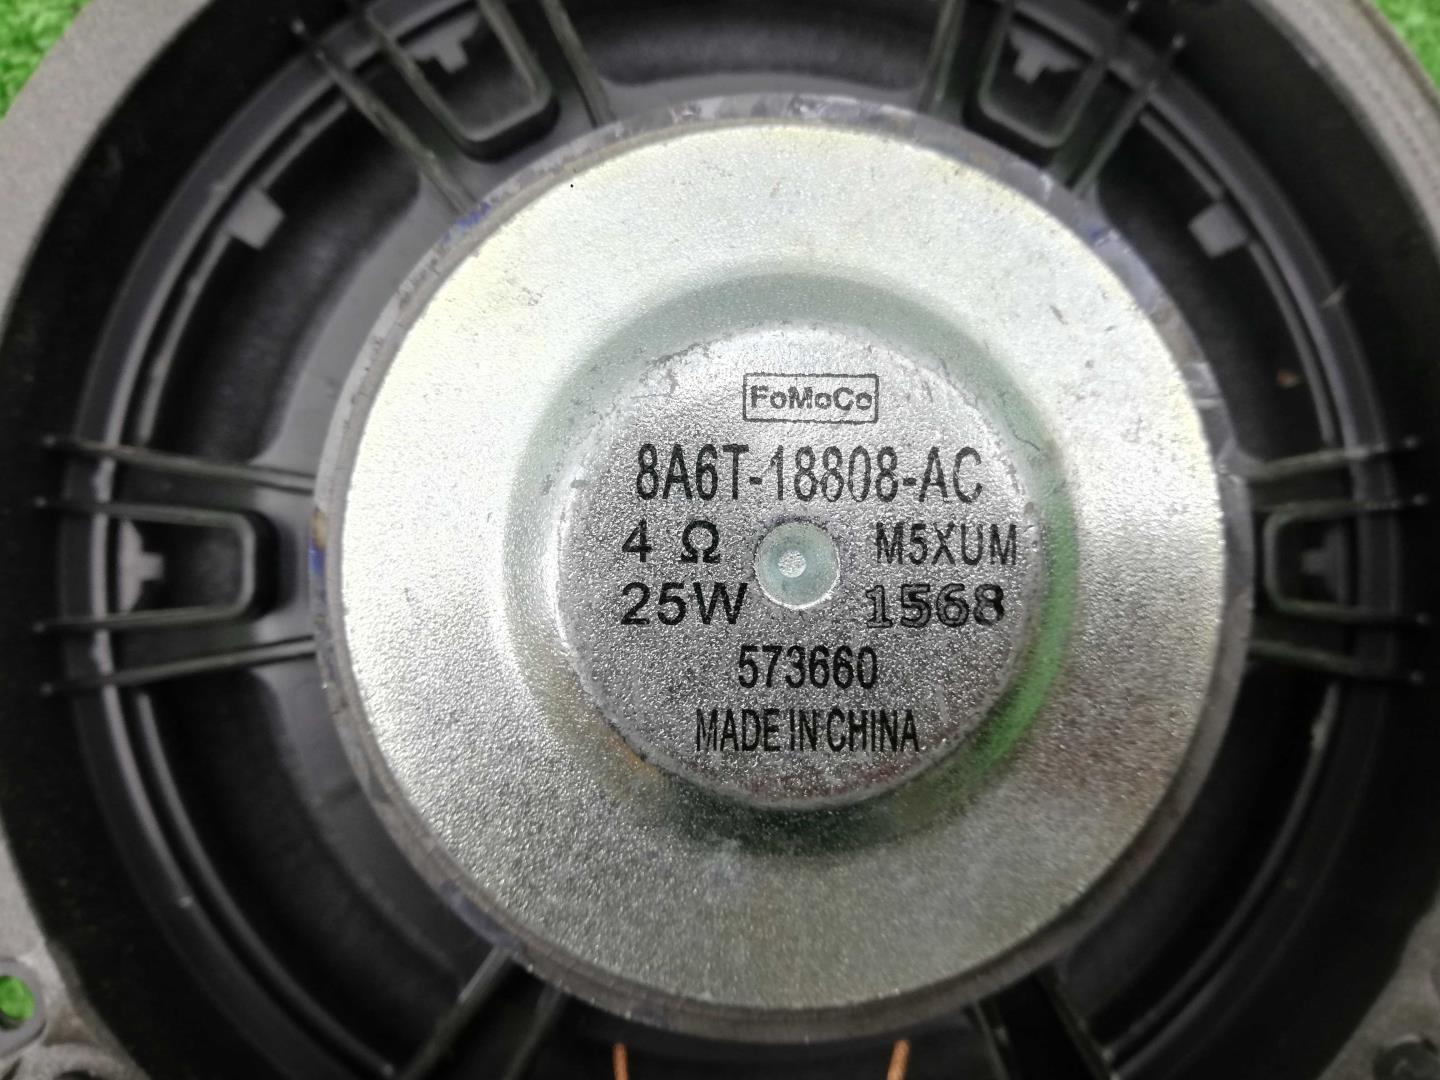 FoMoCo
8A6T-18808-AC
4 Ω M5XUM
25W 1568
573660
MADE IN CHINA